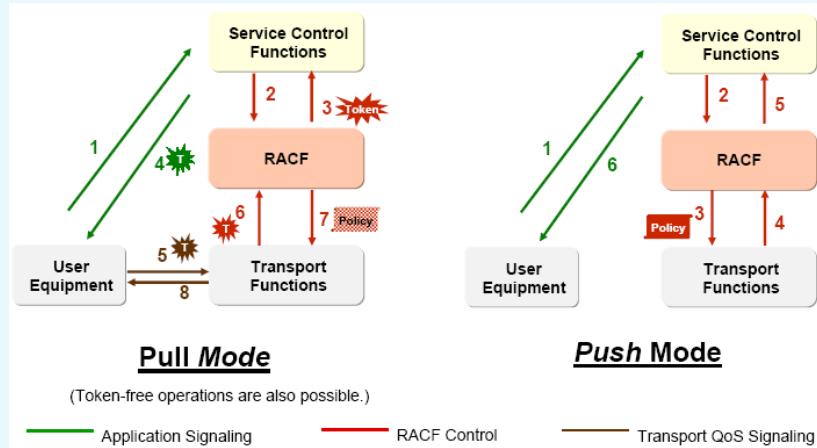 Service Control
Functions
2
3
Token
1
4
T
RACF
6
T
7
Policy
5
T
8
User
Equipment
Transport
Functions
Pull Mode
(Token-free operations are also possible.)
Service Control
Functions
2
5
1
6
RACF
Policy
3
4
User
Equipment
Transport
Functions
Push Mode
Application Signaling
RACF Control
Transport QoS Signaling